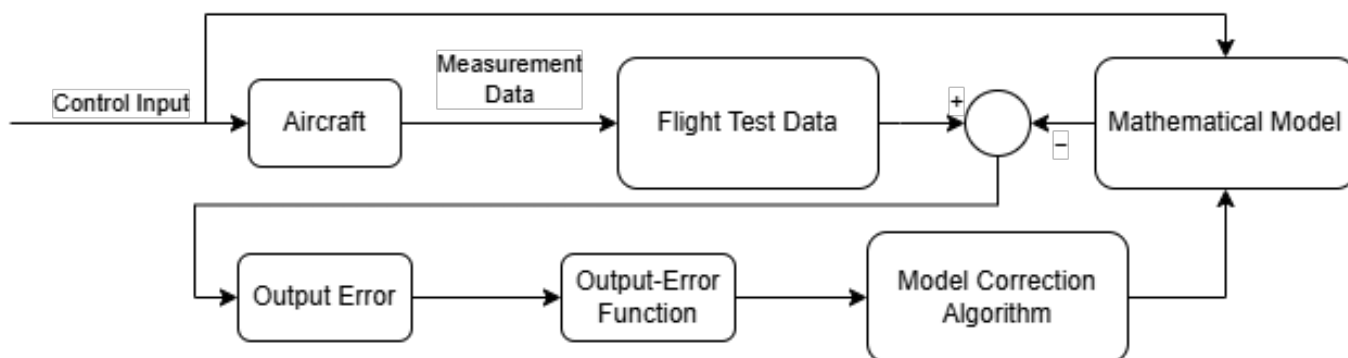 Control Input
Aircraft
Measurement
Data
Flight Test Data
+
−
Mathematical Model
Output Error
Output-Error
Function
Model Correction
Algorithm